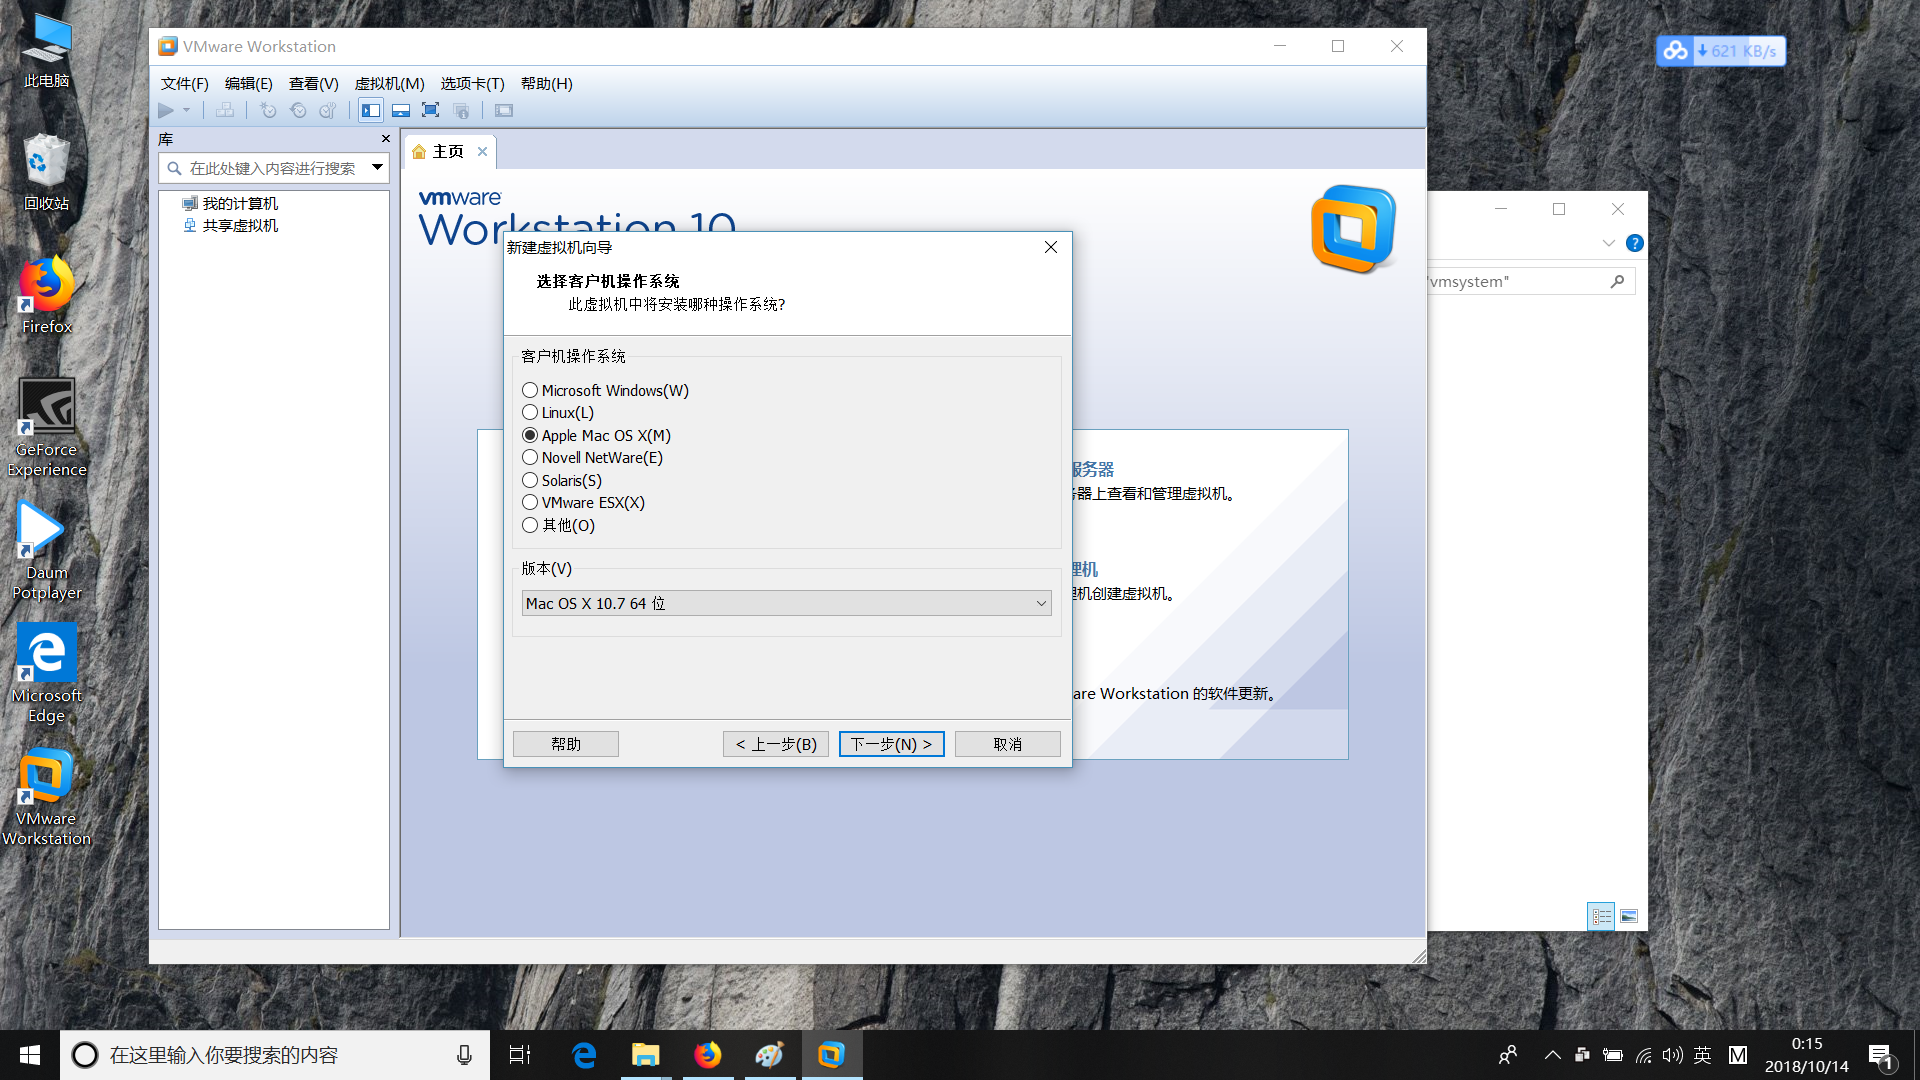 此电脑
回收站
Firefox
GeForce
Experience
Daum
Potplayer
Microsoft
Edge
VMware
Workstation
VMware Workstation
文件(F) 编辑(E) 查看(V) 虚拟机(M) 选项卡(T) 帮助(H)
库
在此处键入内容进行搜索
我的计算机
共享虚拟机
主页
vmware
Workstation 10
新建虚拟机向导
选择客户机操作系统
此虚拟机中将安装哪种操作系统?
客户机操作系统
Microsoft Windows(W)
Linux(L)
Apple Mac OS X(M)
Novell NetWare(E)
Solaris(S)
VMware ESX(X)
其他(O)
版本(V)
Mac OS X 10.7 64 位
帮助
< 上一步(B)
下一步(N) >
取消
服务器
务器上查看和管理虚拟机。
理机
理机创建虚拟机。
are Workstation 的软件更新。
621 KB/s
?
"vmsystem"
在这里输入你要搜索的内容
英
M
0:15
2018/10/14
1